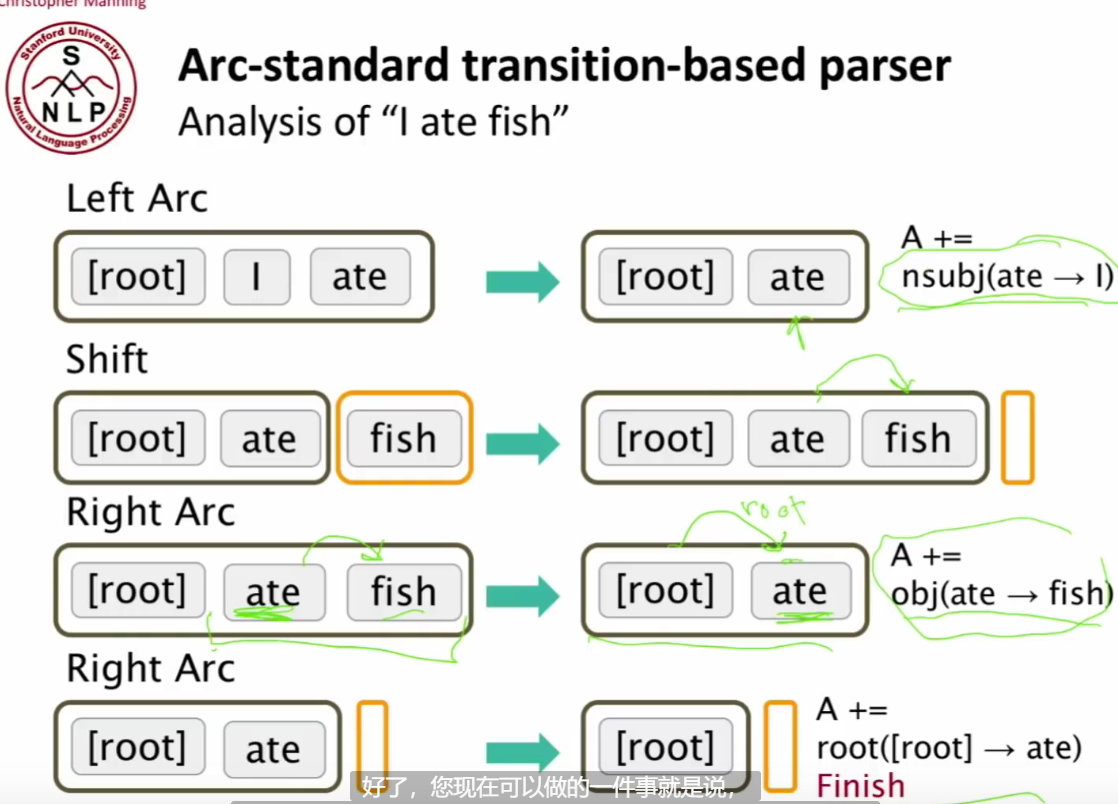 Christopher Manning
Stanford University
S
NLP
Natural Language Processing
Arc-standard transition-based parser
Analysis of “I ate fish”
Left Arc
[root] I ate [root] ate
A +=
nsubj(ate → I)
Shift
[root] ate fish [root] ate fish
Right Arc
root
[root] ate fish [root] ate
A +=
obj(ate → fish)
Right Arc
[root] ate [root]
A +=
root([root] → ate)
Finish
好了，您现在可以做的一件事就是说，